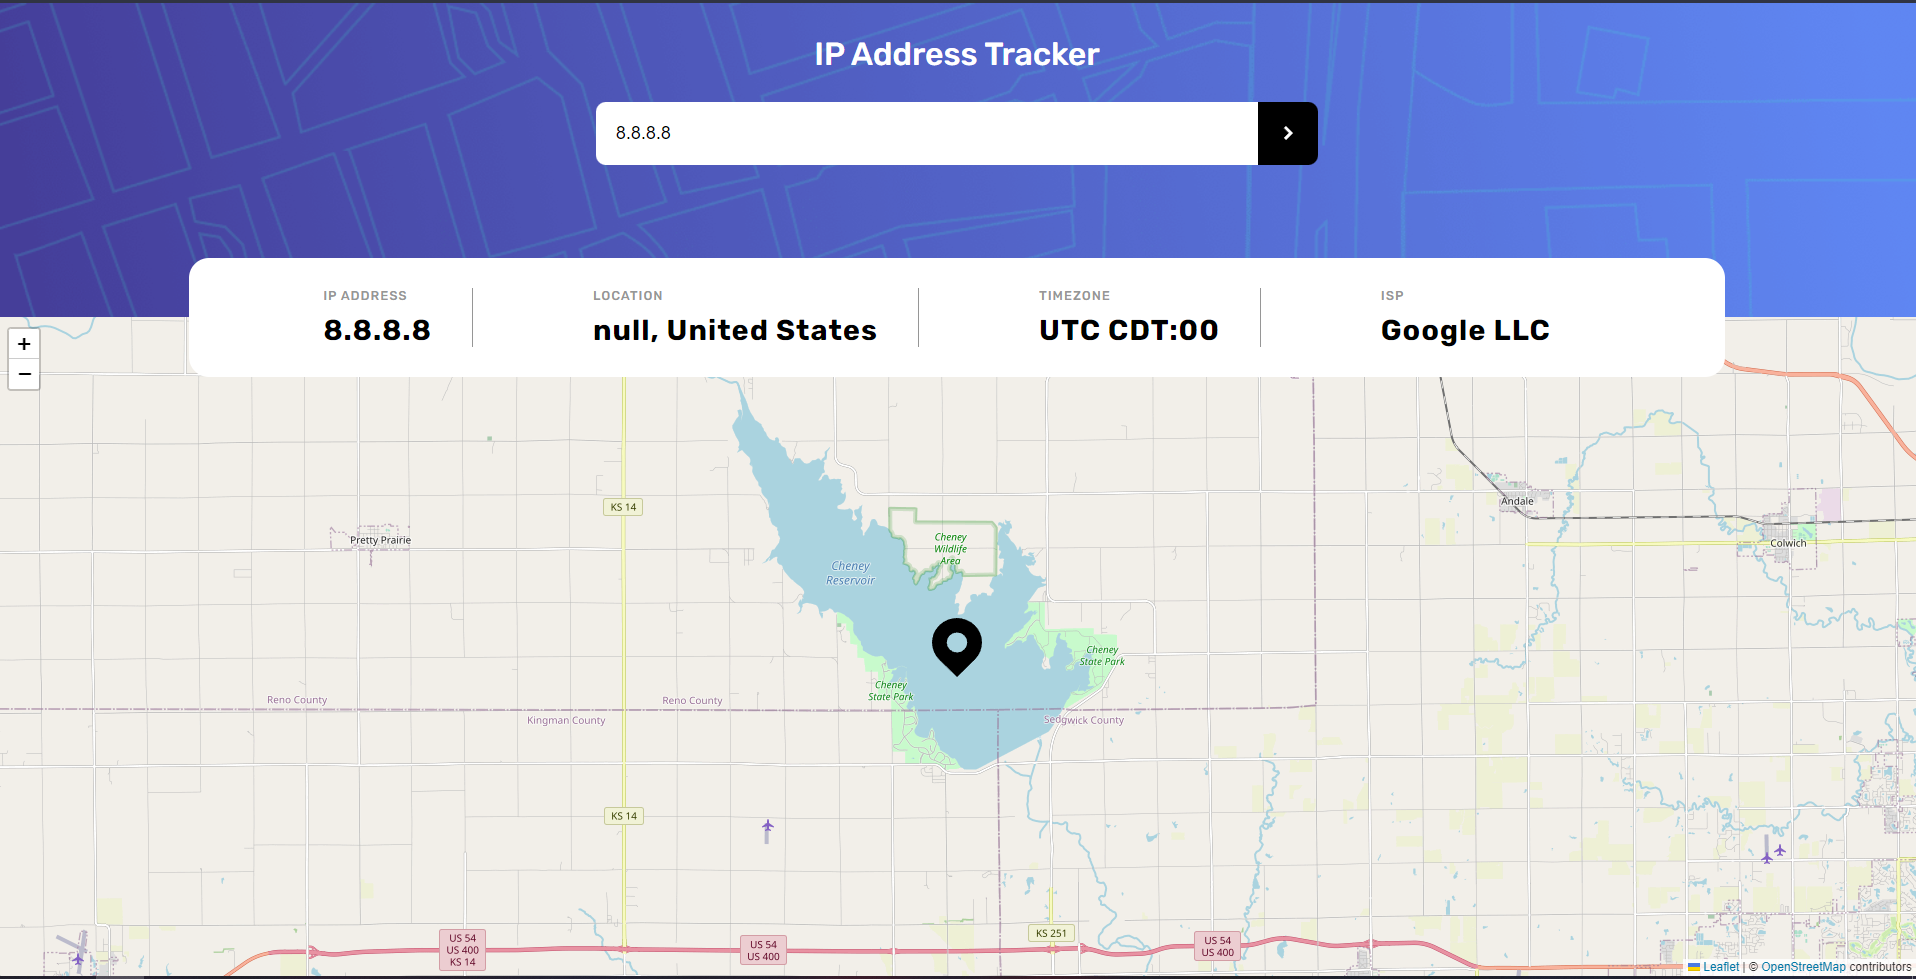 IP Address Tracker
8.8.8.8
IP ADDRESS
8.8.8.8
LOCATION
null, United States
TIMEZONE
UTC CDT:00
ISP
Google LLC
+
−
KS 14
Andale
Pretty Prairie
Cheney
Wildlife
Area
Colwich
Cheney
Reservoir
Cheney
State Park
Cheney
State Park
Reno County
Reno County
Kingman County
Sedgwick County
KS 14
KS 251
US 54
US 400
KS 14
US 54
US 400
US 54
US 400
Leaflet | © OpenStreetMap contributors